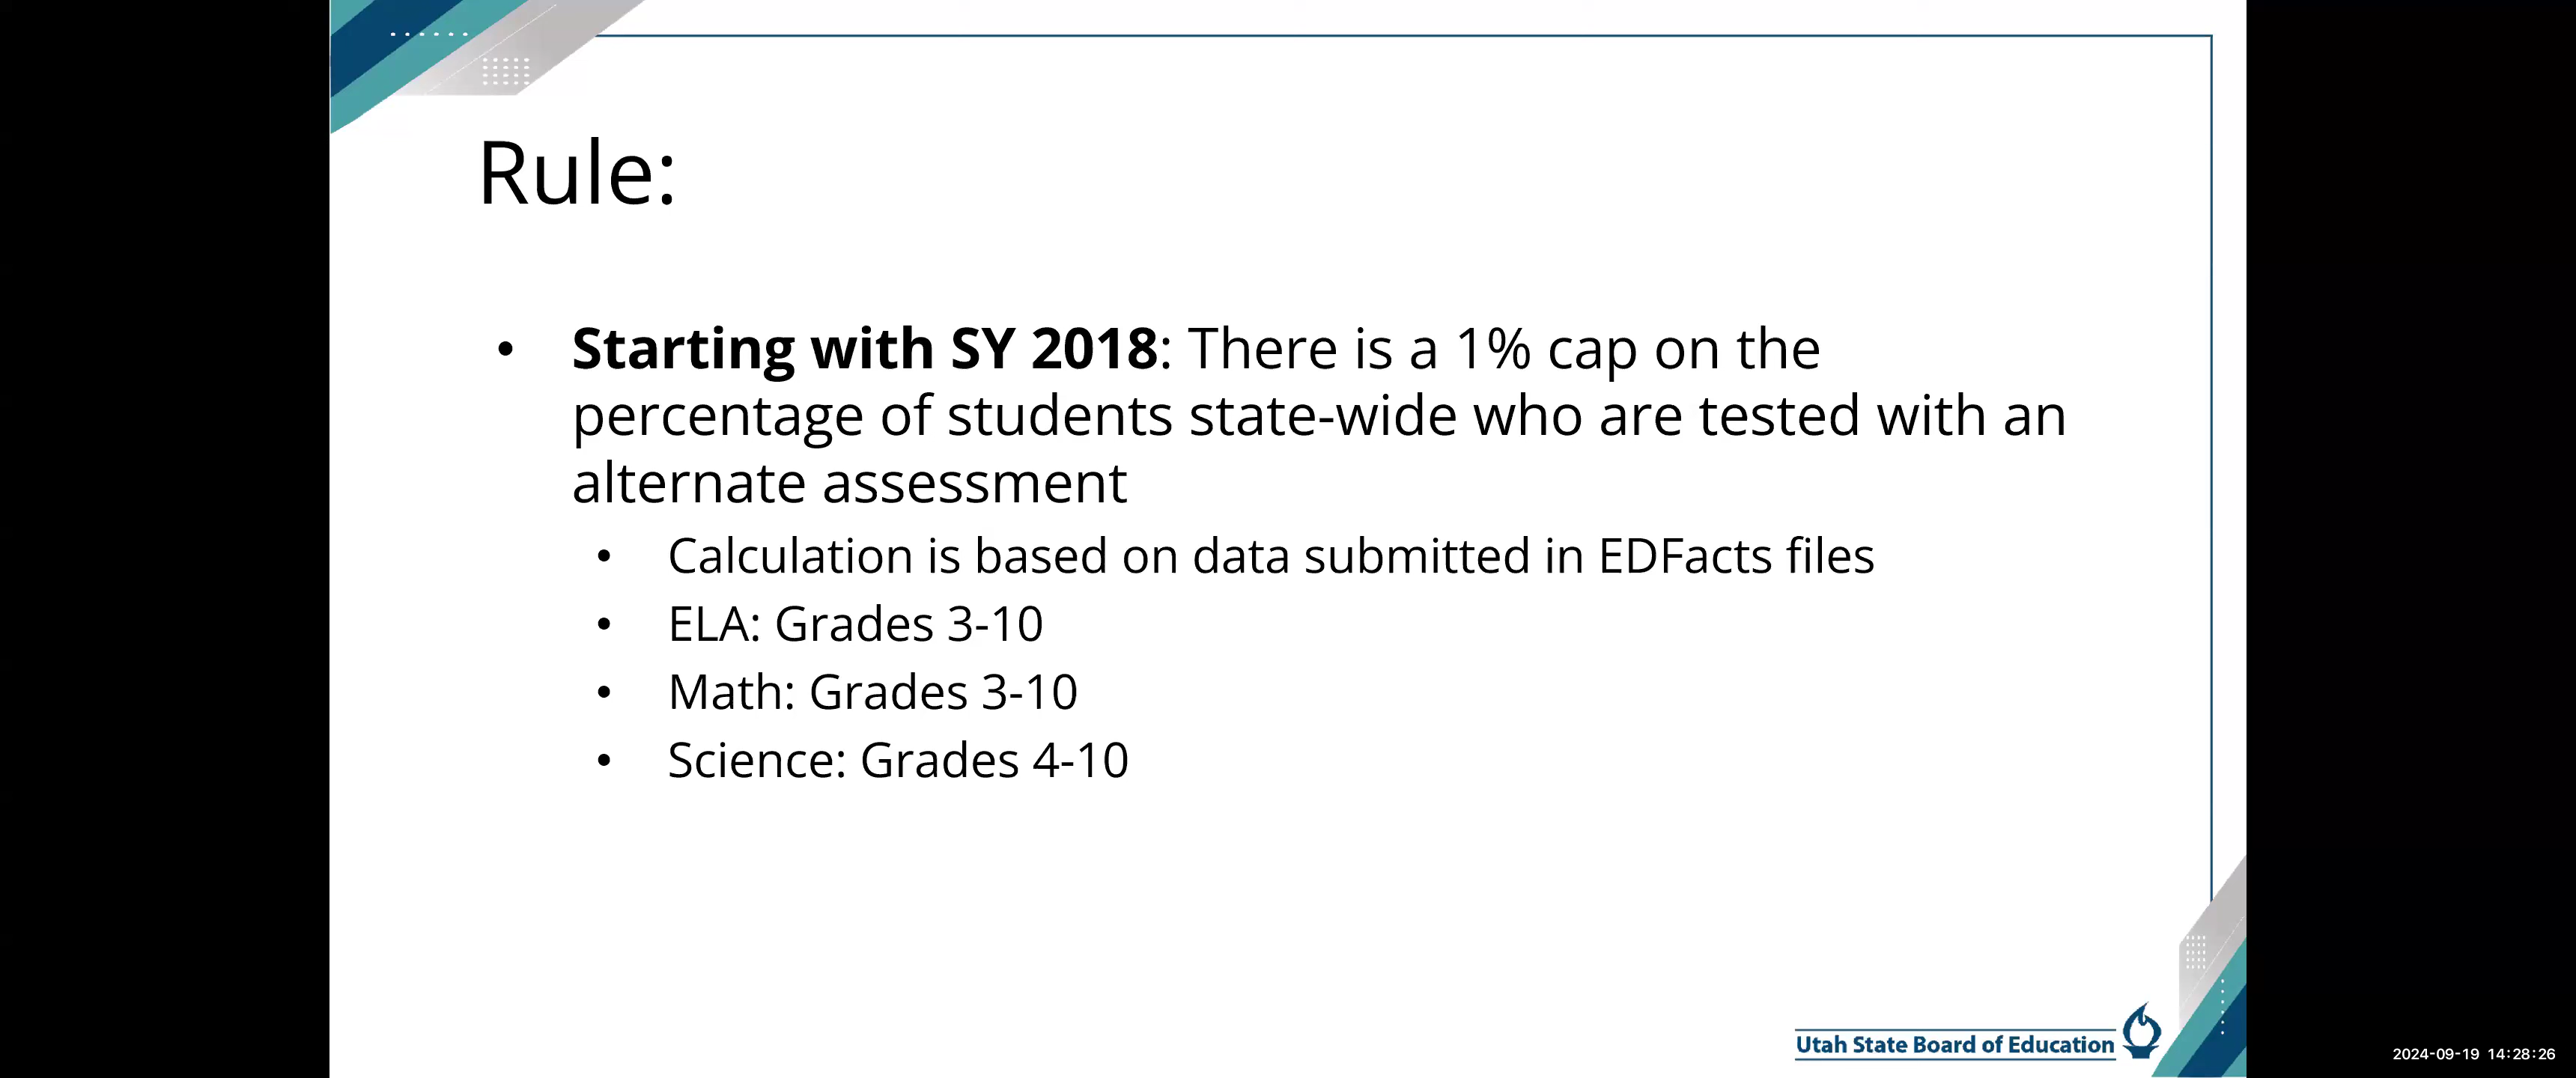 Rule:
• Starting with SY 2018: There is a 1% cap on the
percentage of students state-wide who are tested with an
alternate assessment
• Calculation is based on data submitted in EDFacts files
• ELA: Grades 3-10
• Math: Grades 3-10
• Science: Grades 4-10
Utah State Board of Education
2024-09-19 14:28:26